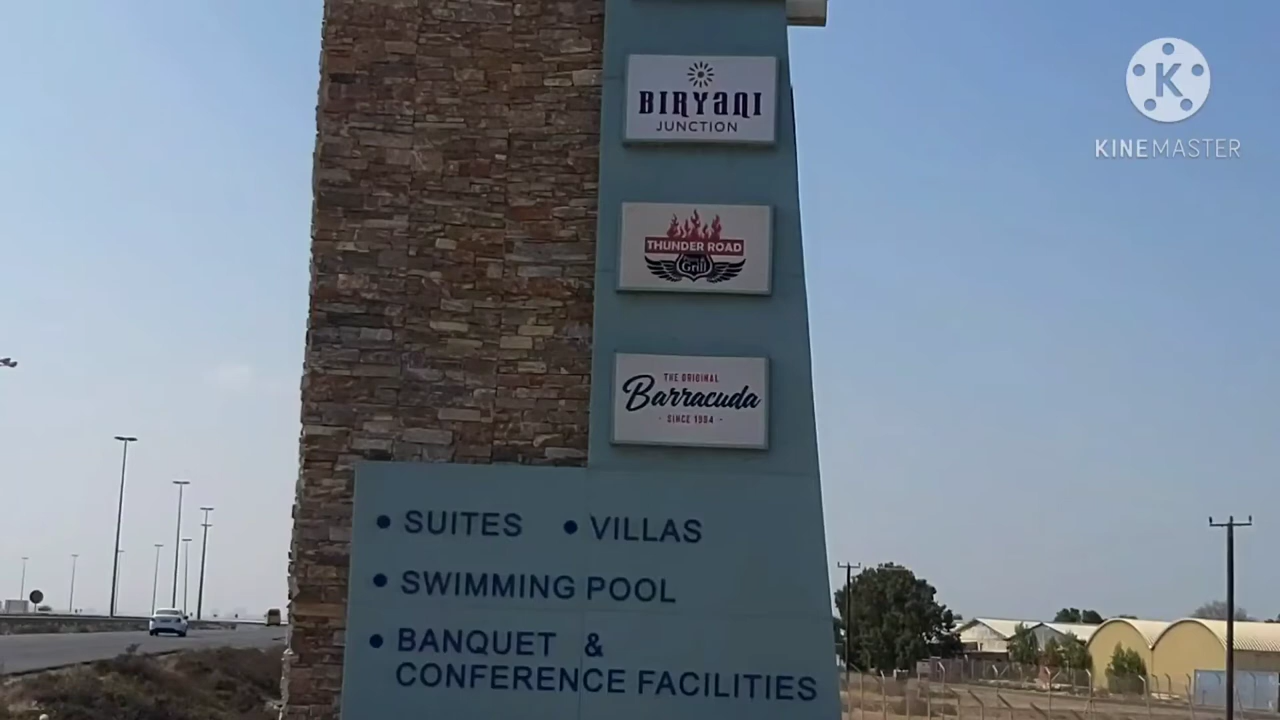 BIRYANI
JUNCTION
THUNDER ROAD
Grill
THE ORIGINAL
Barracuda
- SINCE 1984 -
• SUITES • VILLAS
• SWIMMING POOL
• BANQUET &
CONFERENCE FACILITIES
K
KINEMASTER